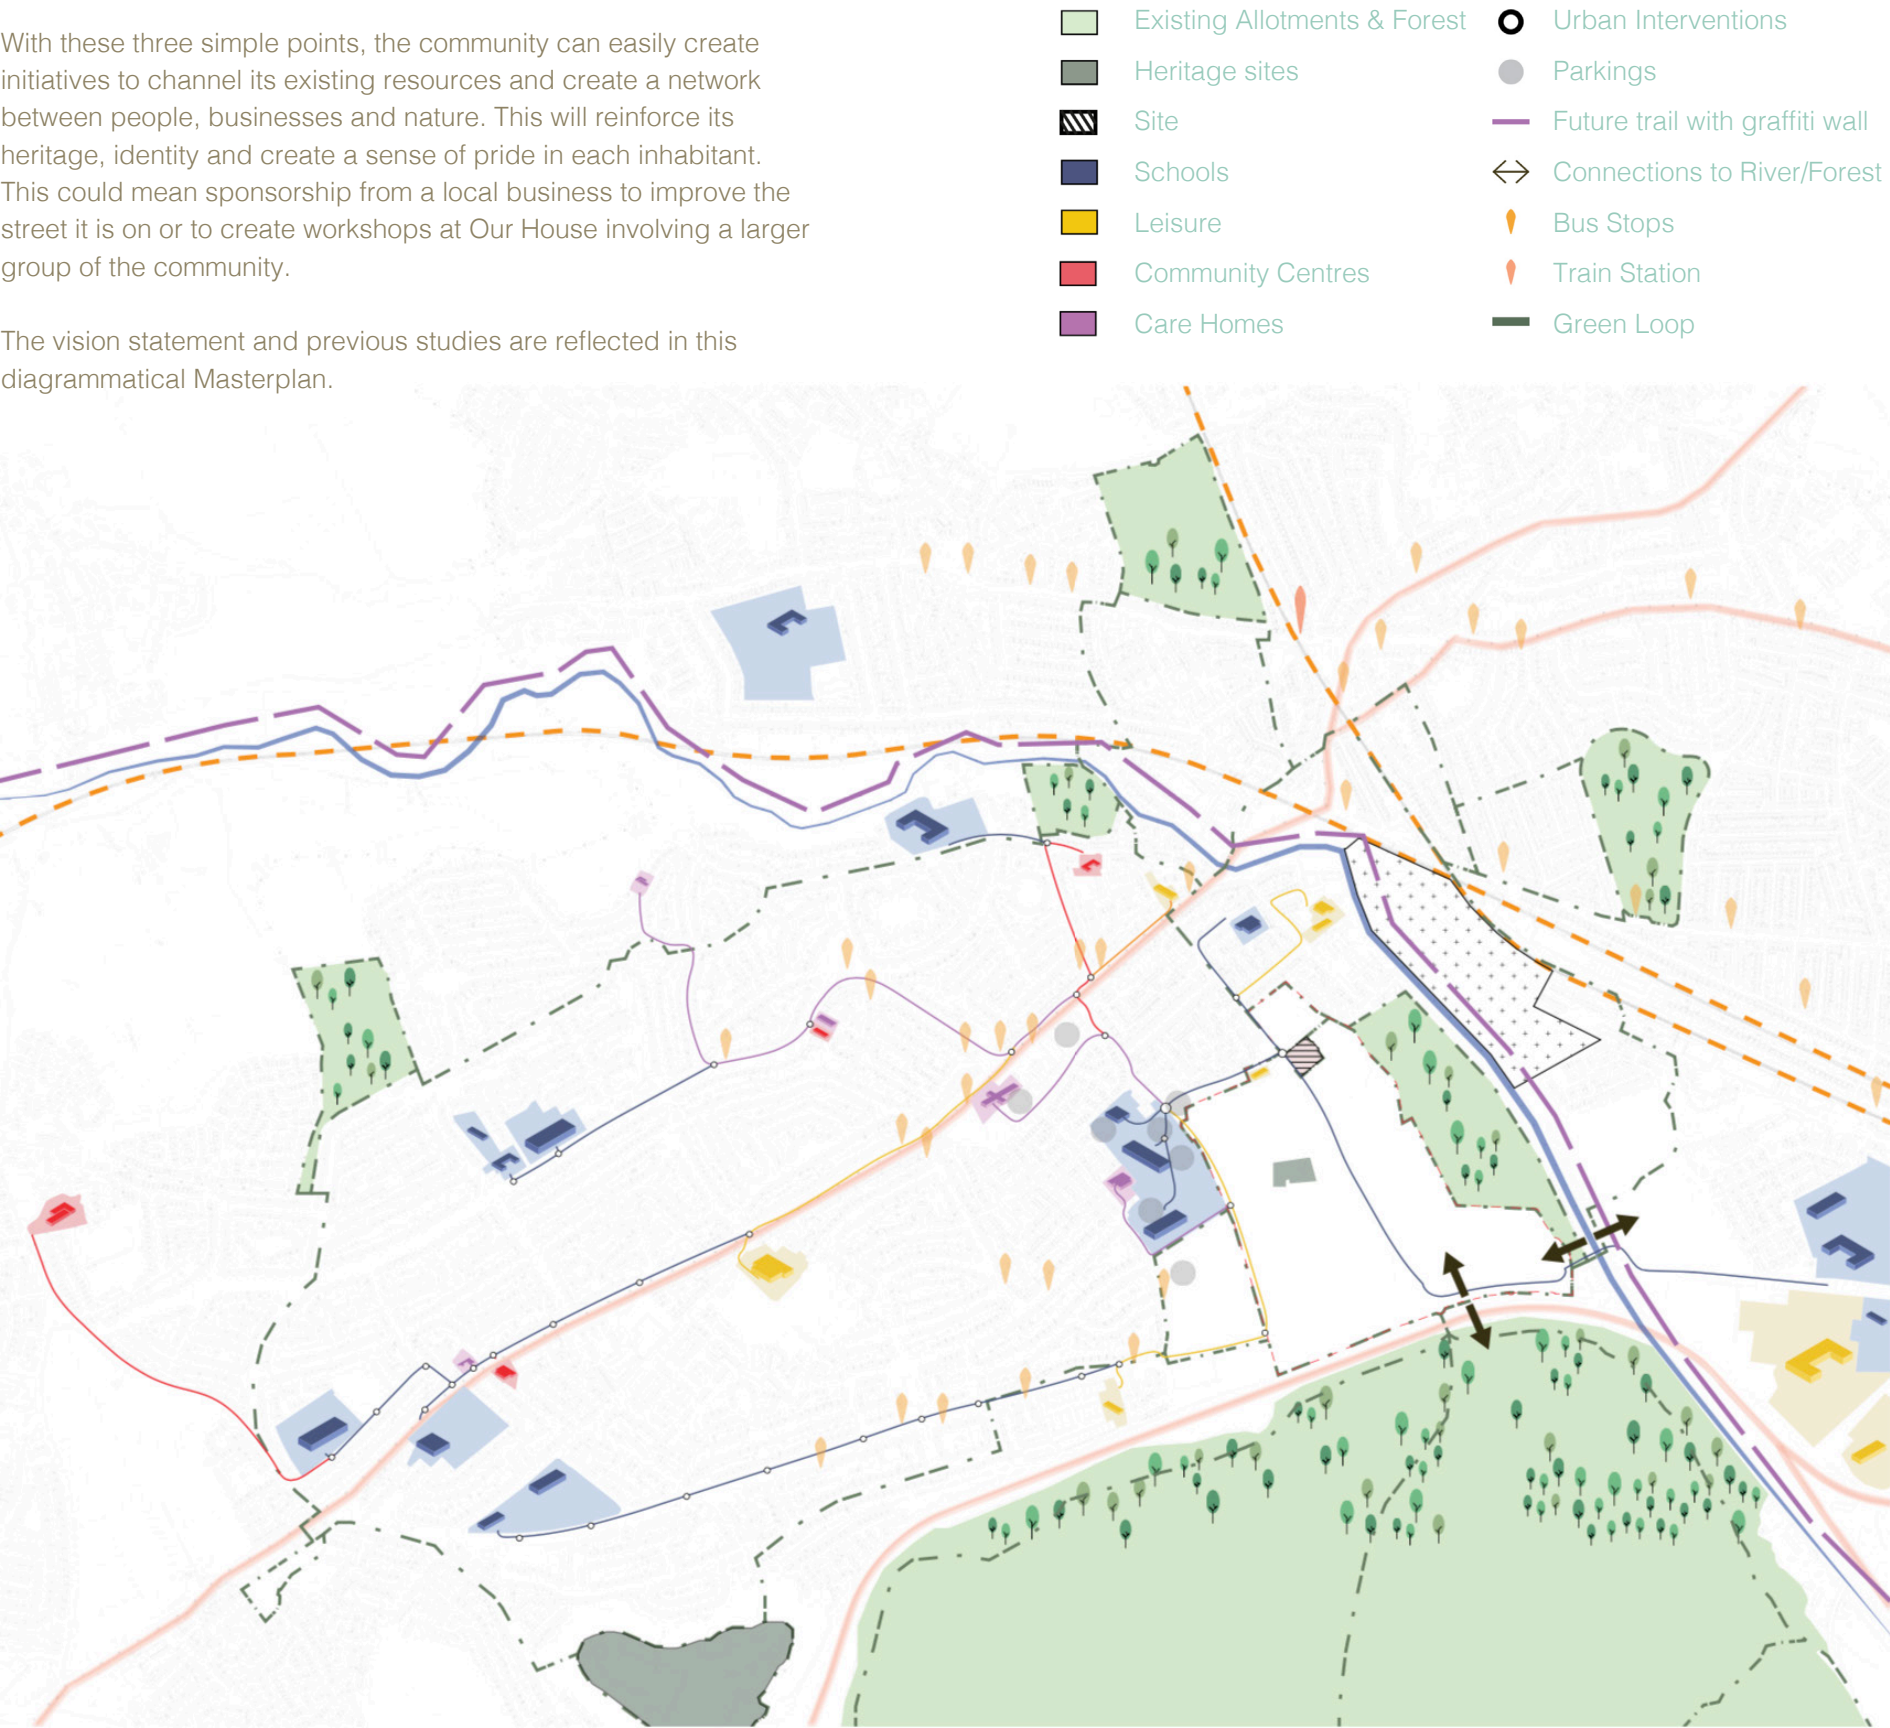 With these three simple points, the community can easily create
initiatives to channel its existing resources and create a network
between people, businesses and nature. This will reinforce its
heritage, identity and create a sense of pride in each inhabitant.
This could mean sponsorship from a local business to improve the
street it is on or to create workshops at Our House involving a larger
group of the community.
The vision statement and previous studies are reflected in this
diagrammatical Masterplan.
Existing Allotments & Forest
Heritage sites
Site
Schools
Leisure
Community Centres
Care Homes
Urban Interventions
Parkings
Future trail with graffiti wall
Connections to River/Forest
Bus Stops
Train Station
Green Loop